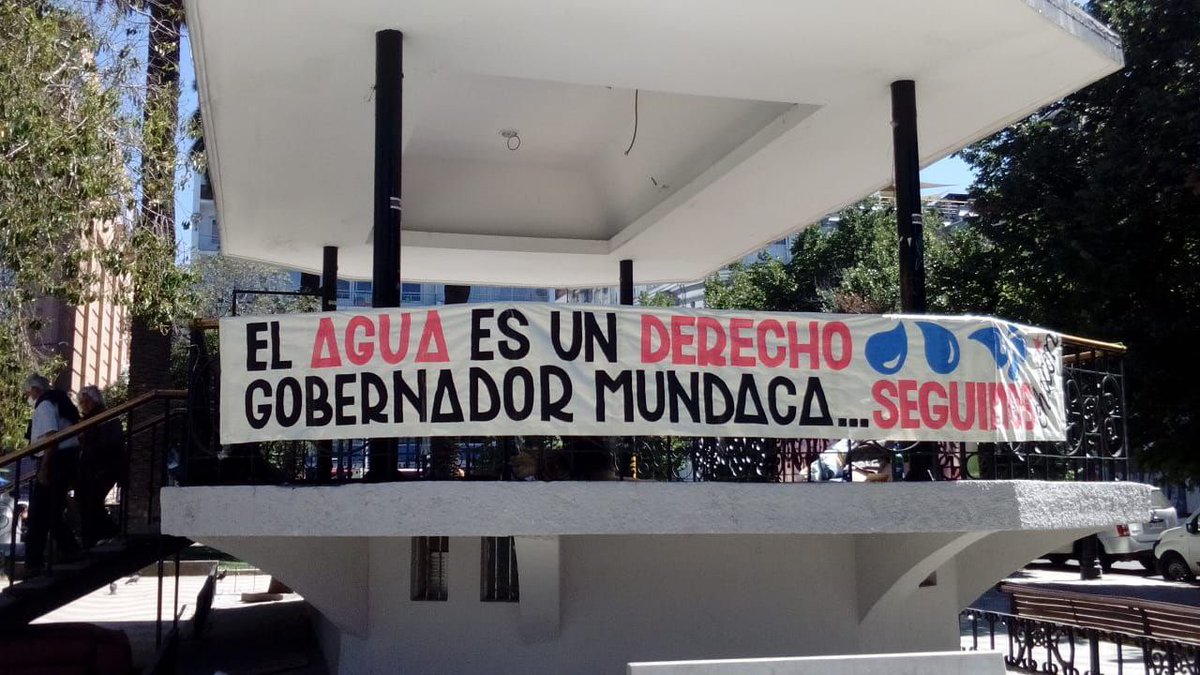 EL AGUA ES UN DERECHO
GOBERNADOR MUNDACA...SEGUIMOS